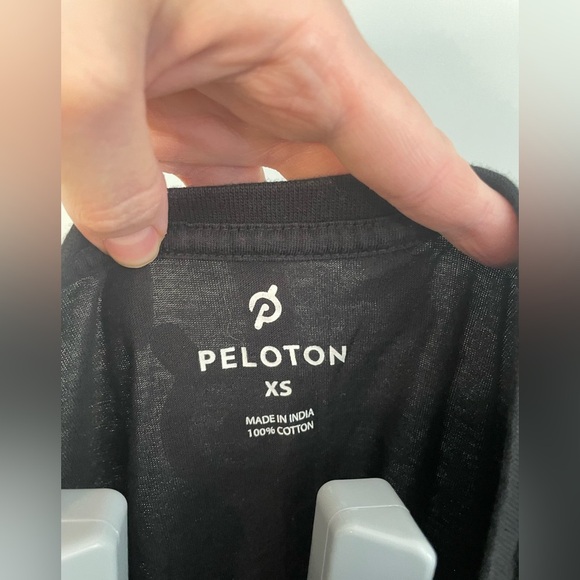 PELOTON
XS
MADE IN INDIA
100% COTTON